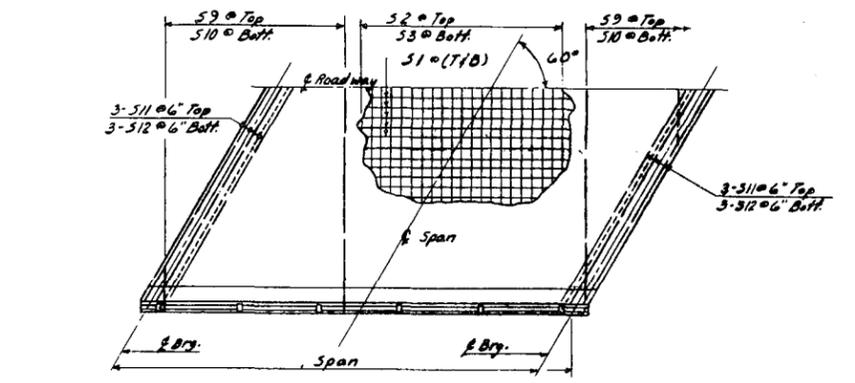 S9 @ Top
S10 @ Bott.
S2 @ Top
S3 @ Bott.
S9 @ Top
S10 @ Bott.
S1 @ (T&B)
60°
℄ Roadway
3-S11 @ 6" Top
3-S12 @ 6" Bott.
3-S11 @ 6" Top
3-S12 @ 6" Bott.
℄ Span
℄ Brg.
℄ Brg.
Span